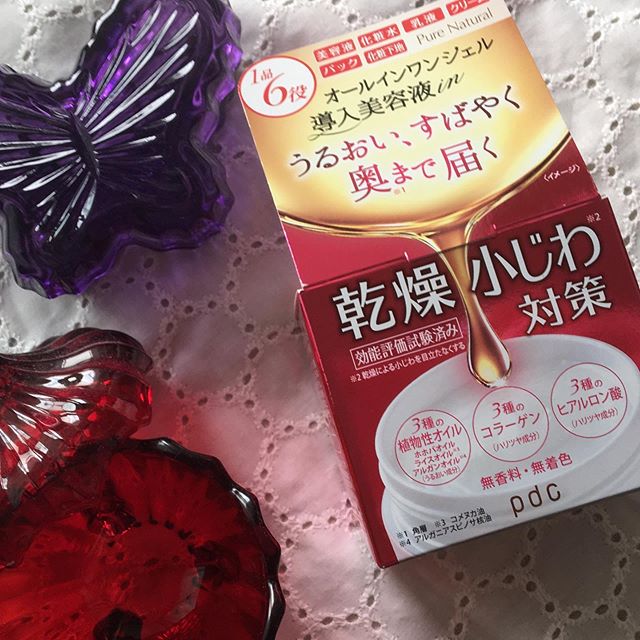 1品
6役
美容液 化粧水 乳液 クリーム
パック 化粧下地 Pure Natural
オールインワンジェル
導入美容液in
うるおい、すばやく
奥まで届く
※1
(イメージ)
乾燥小じわ※2
対策
効能評価試験済み
※2 乾燥による小じわを目立たなくする
3種の
植物性オイル
ホホバオイル
ライスオイル※3
アルガンオイル※4
(うるおい成分)
3種の
コラーゲン
(ハリツヤ成分)
3種の
ヒアルロン酸
(ハリツヤ成分)
無香料・無着色
pdc
※1 角層 ※3 コメヌカ油
※4 アルガニアスピノサ核油